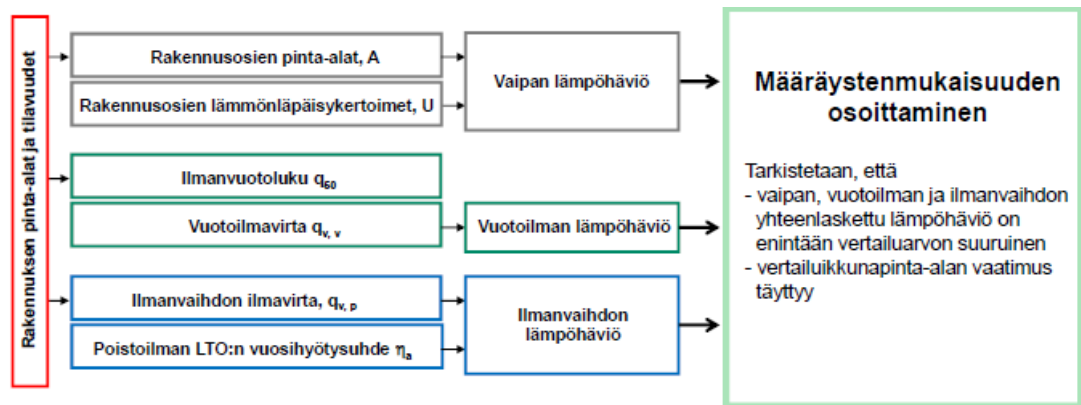 Rakennuksen pinta-alat ja tilavuudet
Rakennusosien pinta-alat, A
Rakennusosien lämmönläpäisykertoimet, U
Vaipan lämpöhäviö
Ilmanvuotoluku q50
Vuotoilmavirta qv, v
Vuotoilman lämpöhäviö
Ilmanvaihdon ilmavirta, qv, p
Poistoilman LTO:n vuosihyötysuhde ηa
Ilmanvaihdon
lämpöhäviö
Määräystenmukaisuuden
osoittaminen
Tarkistetaan, että
- vaipan, vuotoilman ja ilmanvaihdon
yhteenlaskettu lämpöhäviö on
enintään vertailuarvon suuruinen
- vertailuikkunapinta-alan vaatimus
täyttyy